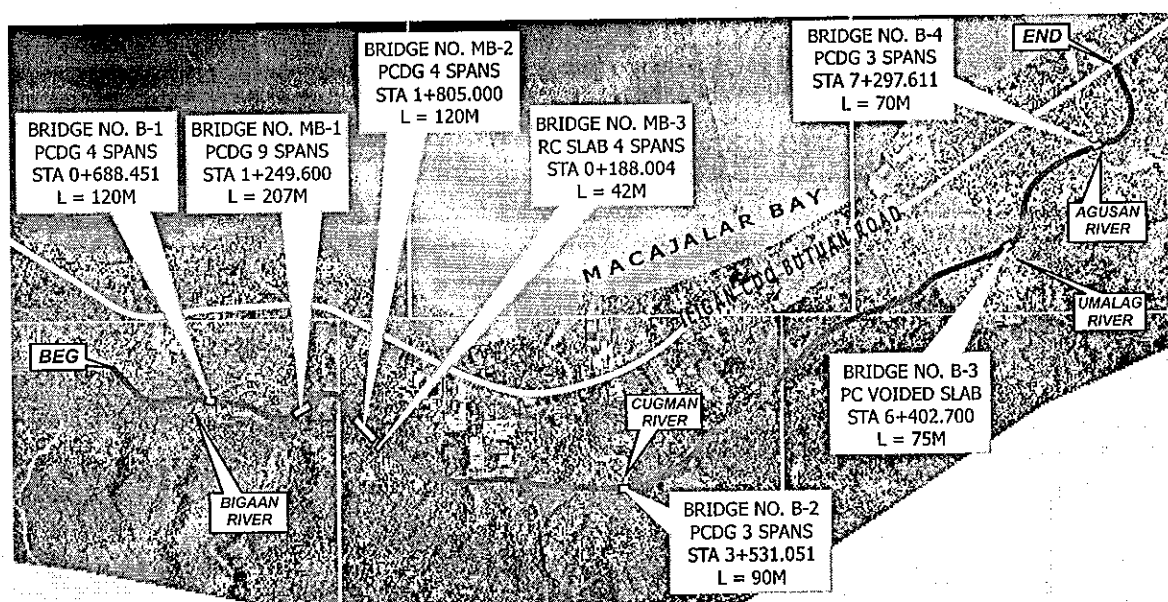 BRIDGE NO. MB-2
PCDG 4 SPANS
STA 1+805.000
L = 120M
BRIDGE NO. B-4
PCDG 3 SPANS
STA 7+297.611
L = 70M
END
BRIDGE NO. B-1
PCDG 4 SPANS
STA 0+688.451
L = 120M
BRIDGE NO. MB-1
PCDG 9 SPANS
STA 1+249.600
L = 207M
BRIDGE NO. MB-3
RC SLAB 4 SPANS
STA 0+188.004
L = 42M
MACAJALAR BAY
ILIGAN CDO BUTUAN ROAD
AGUSAN
RIVER
UMALAG
RIVER
BEG
BIGAAN
RIVER
CUGMAN
RIVER
BRIDGE NO. B-3
PC VOIDED SLAB
STA 6+402.700
L = 75M
BRIDGE NO. B-2
PCDG 3 SPANS
STA 3+531.051
L = 90M